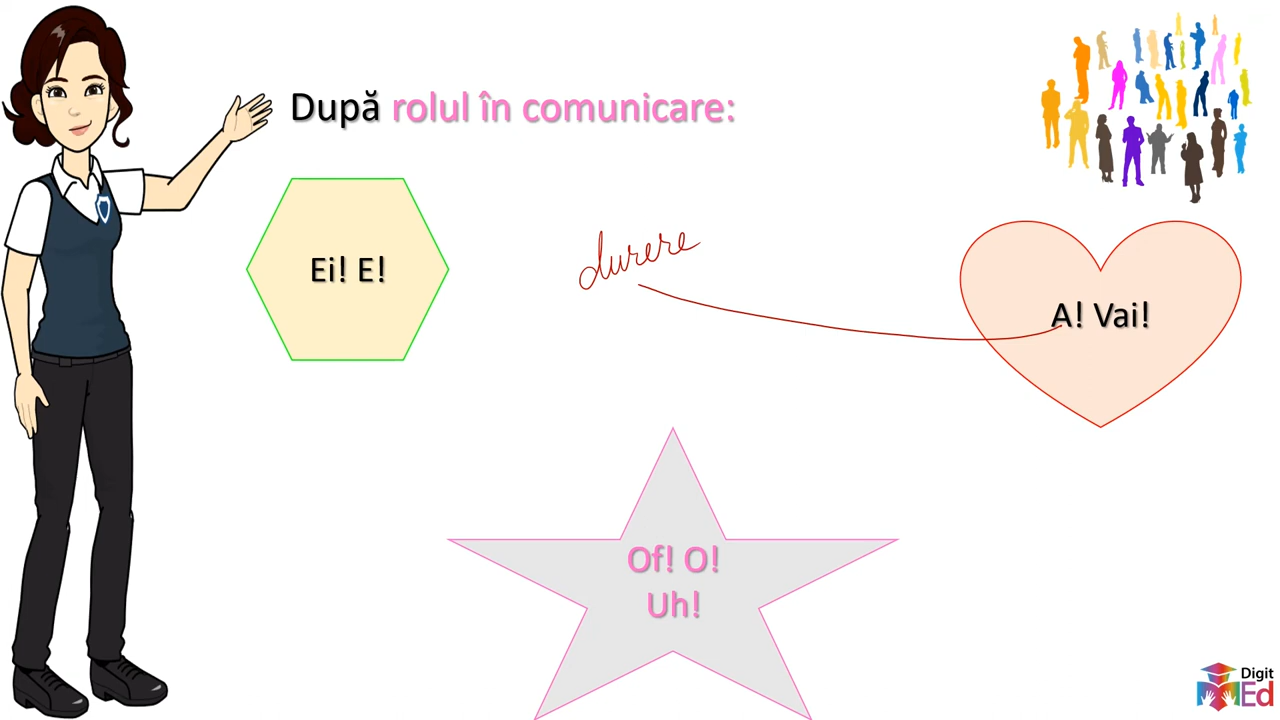 După rolul în comunicare:
Ei! E!
durere
A! Vai!
Of! O!
Uh!
Digit
Ed